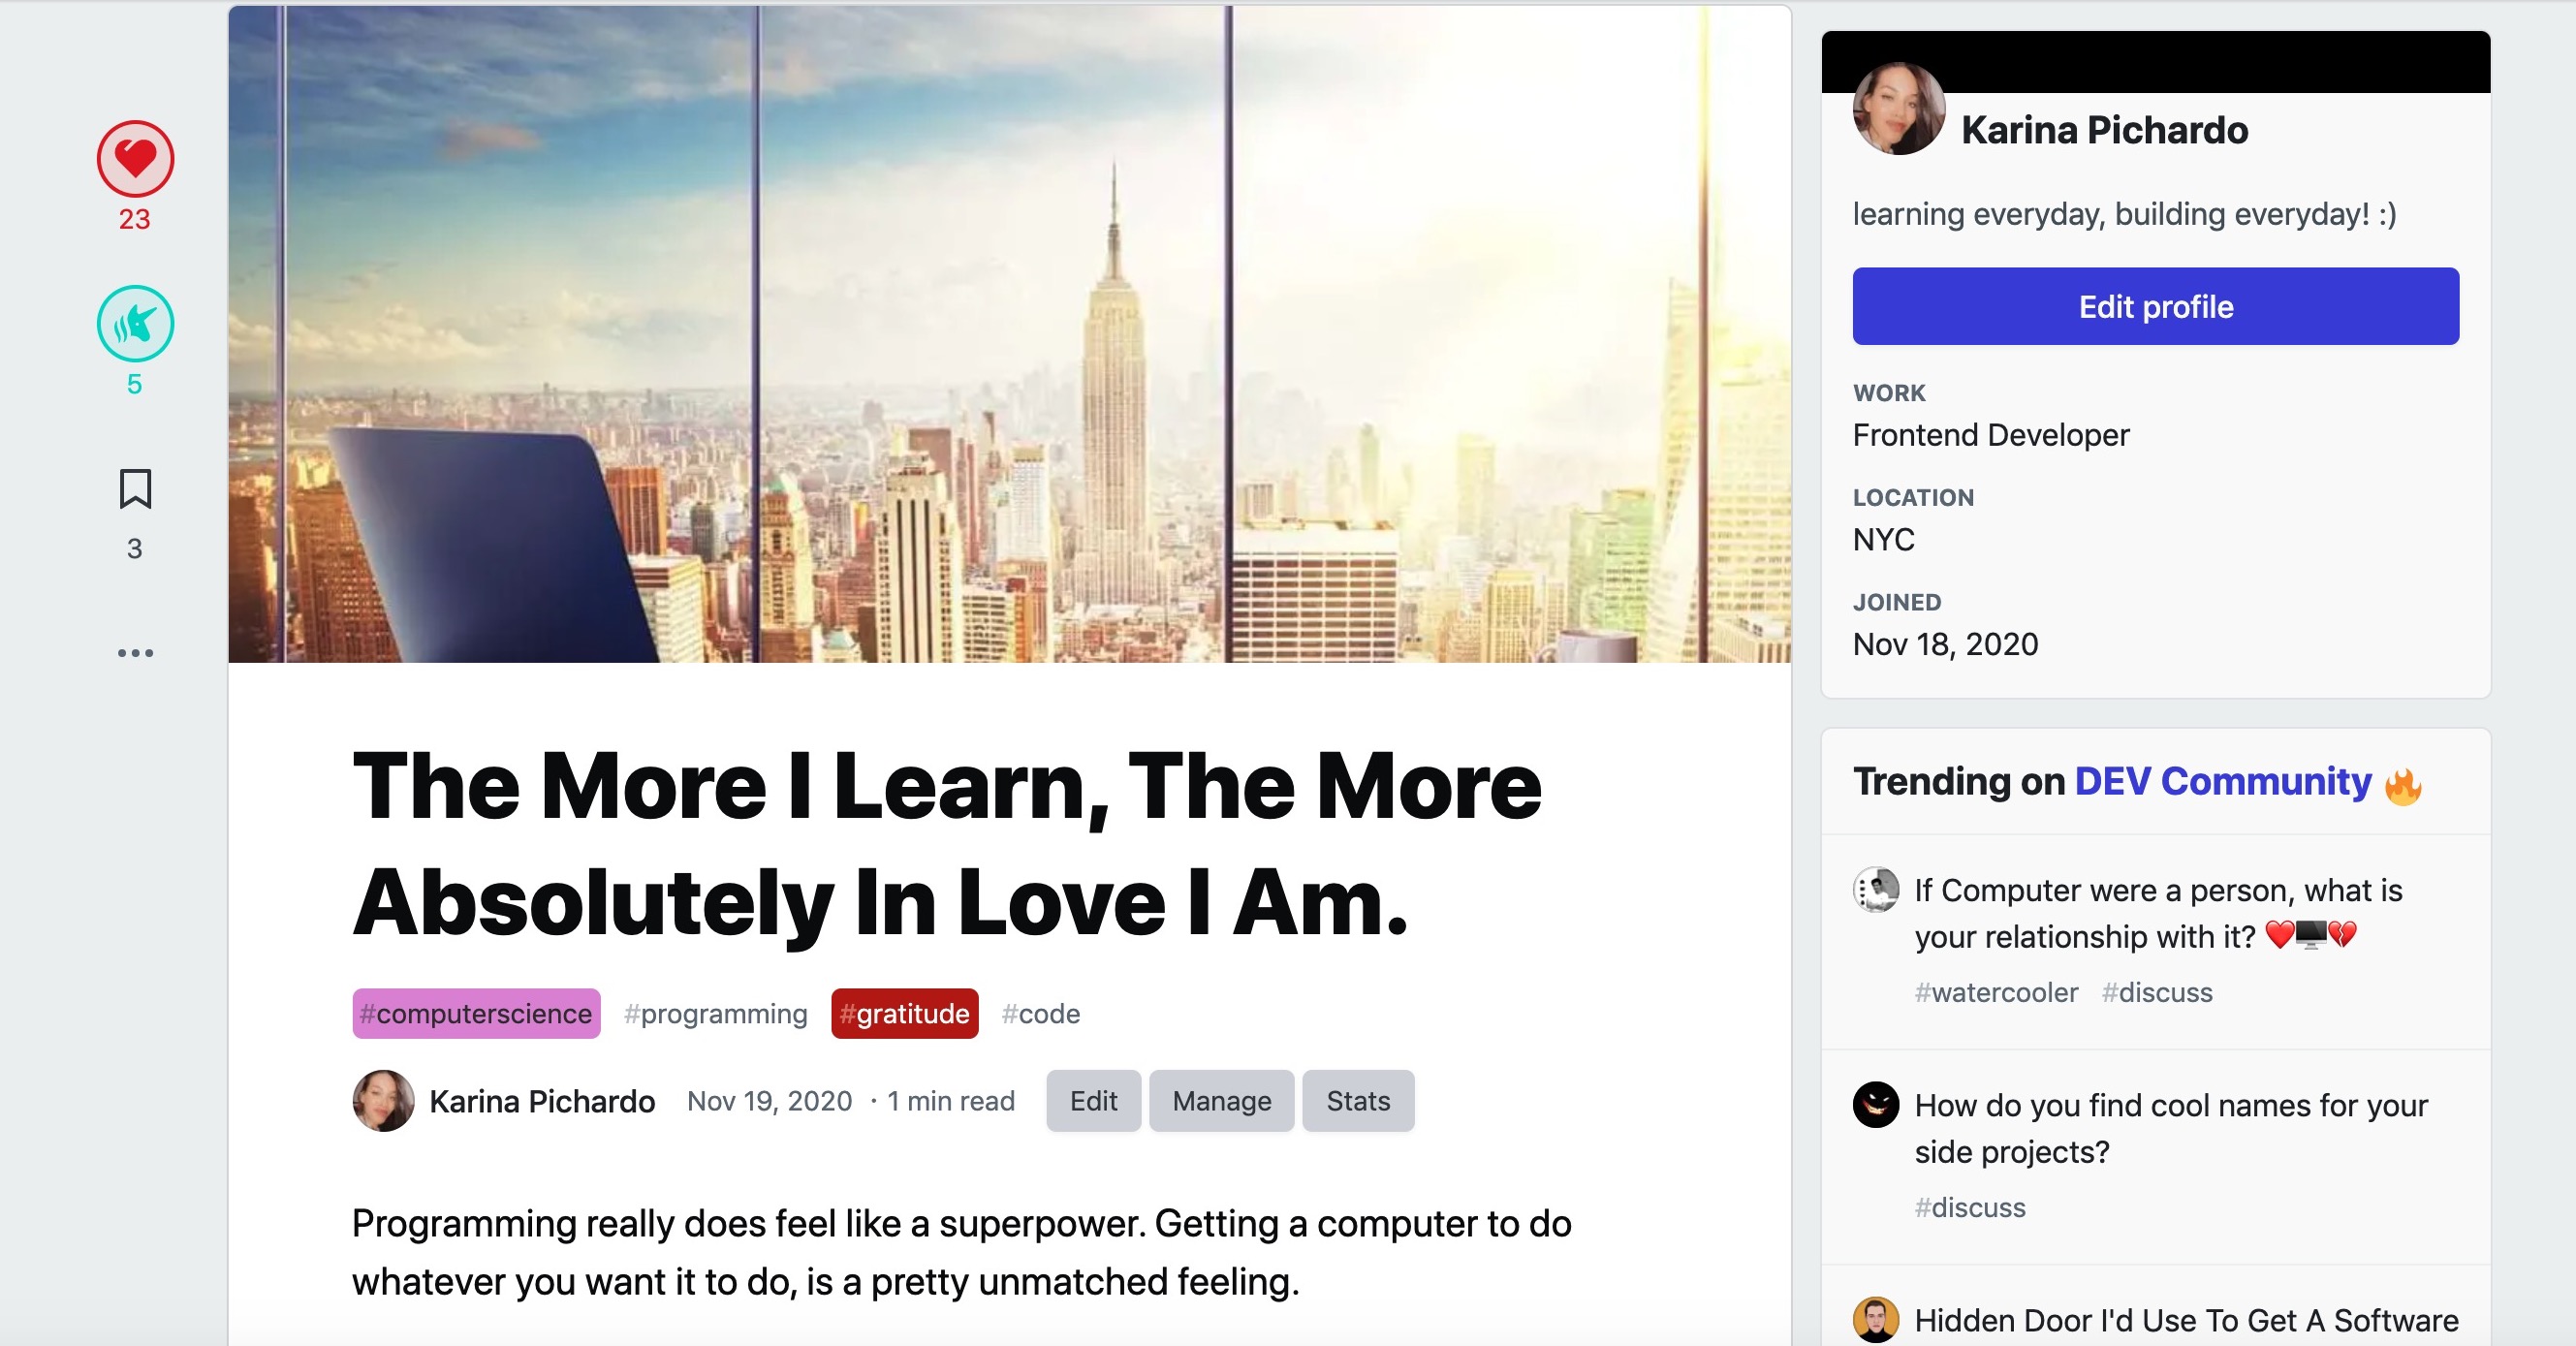 23
5
3
The More I Learn, The More
Absolutely In Love I Am.
#computerscience #programming #gratitude #code
Karina Pichardo Nov 19, 2020 · 1 min read Edit Manage Stats
Programming really does feel like a superpower. Getting a computer to do
whatever you want it to do, is a pretty unmatched feeling.
Karina Pichardo
learning everyday, building everyday! :)
Edit profile
WORK
Frontend Developer
LOCATION
NYC
JOINED
Nov 18, 2020
Trending on DEV Community 🔥
If Computer were a person, what is
your relationship with it? ❤️🖥️💔
#watercooler #discuss
How do you find cool names for your
side projects?
#discuss
Hidden Door I'd Use To Get A Software